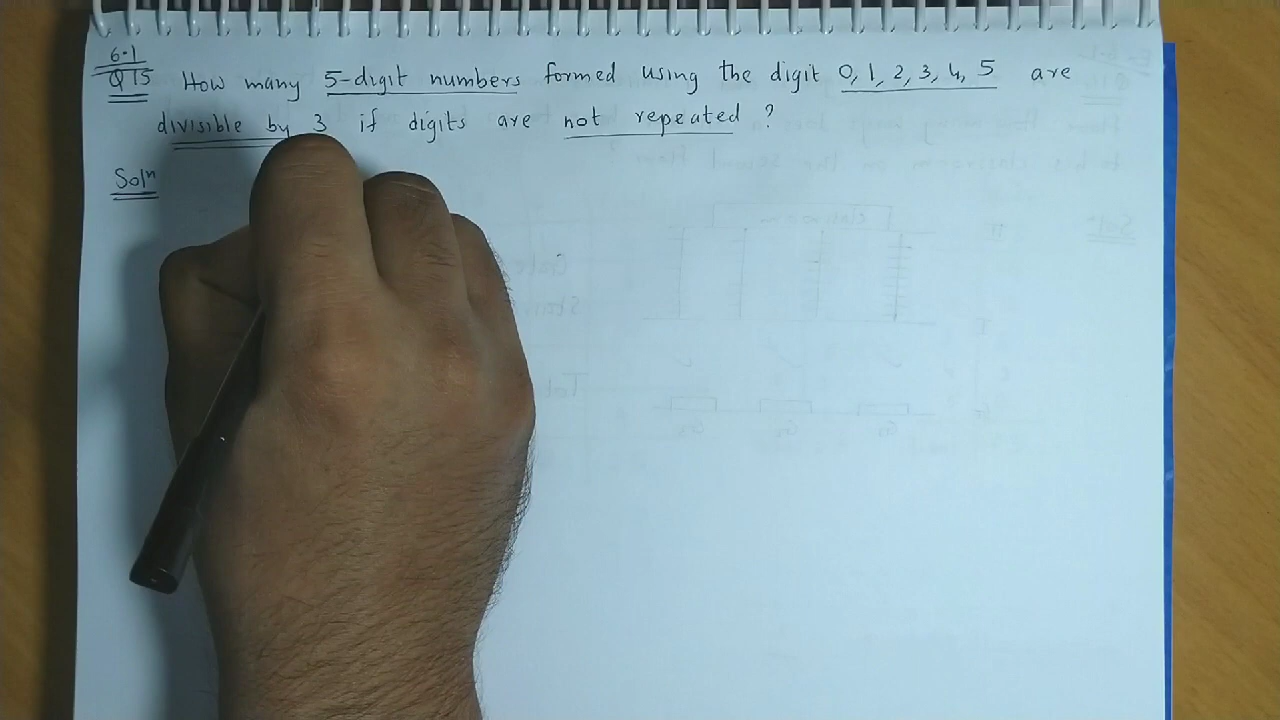 6.1
Q15 How many 5-digit numbers formed using the digit 0, 1, 2, 3, 4, 5 are
divisible by 3 if digits are not repeated ?
Solⁿ